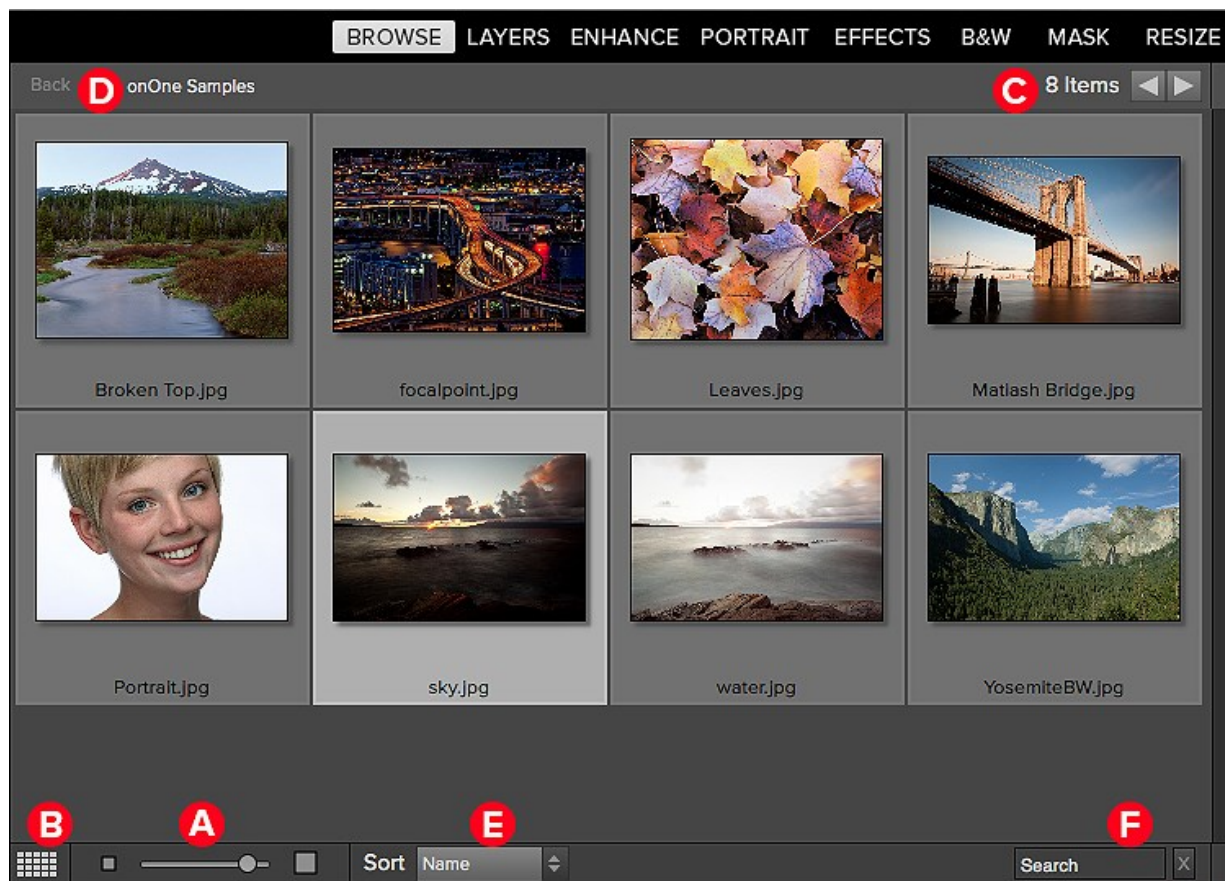 BROWSE LAYERS ENHANCE PORTRAIT EFFECTS B&W MASK RESIZE
Back D onOne Samples C 8 Items
Broken Top.jpg focalpoint.jpg Leaves.jpg Matiash Bridge.jpg
Portrait.jpg sky.jpg water.jpg YosemiteBW.jpg
B A E F
Sort Name Search X